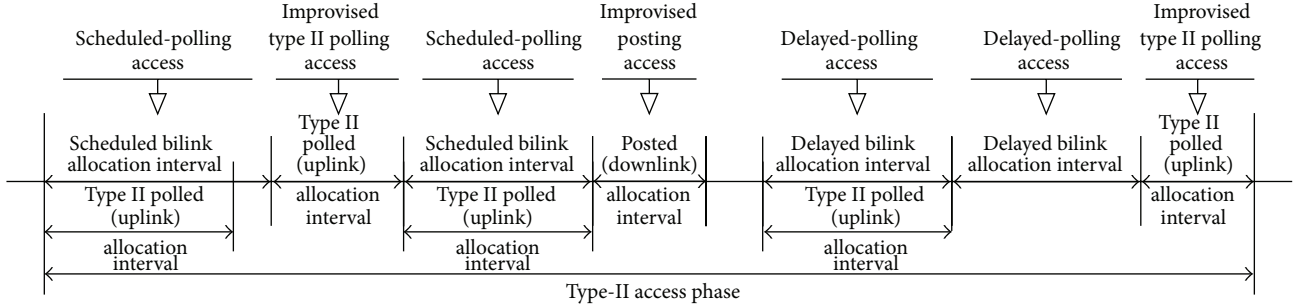 Scheduled-polling
access
Improvised
type II polling
access
Scheduled-polling
access
Improvised
posting
access
Delayed-polling
access
Delayed-polling
access
Improvised
type II polling
access
Scheduled bilink
allocation interval
Type II
polled
(uplink)
allocation
interval
Scheduled bilink
allocation interval
Posted
(downlink)
allocation
interval
Delayed bilink
allocation interval
Delayed bilink
allocation interval
Type II
polled
(uplink)
allocation
interval
Type II polled
(uplink)
allocation
interval
Type II polled
(uplink)
allocation
interval
Type II polled
(uplink)
allocation
interval
Type-II access phase